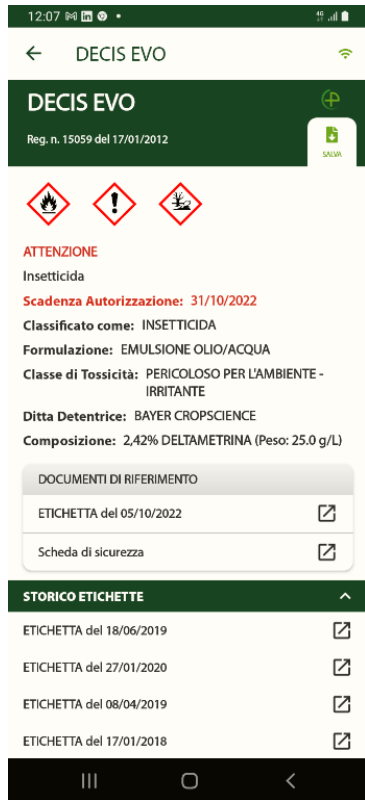 12:07
DECIS EVO
DECIS EVO
Reg. n. 15059 del 17/01/2012
SALVA
ATTENZIONE
Insetticida
Scadenza Autorizzazione: 31/10/2022
Classificato come: INSETTICIDA
Formulazione: EMULSIONE OLIO/ACQUA
Classe di Tossicità: PERICOLOSO PER L'AMBIENTE -
IRRITANTE
Ditta Detentrice: BAYER CROPSCIENCE
Composizione: 2,42% DELTAMETRINA (Peso: 25.0 g/L)
DOCUMENTI DI RIFERIMENTO
ETICHETTA del 05/10/2022
Scheda di sicurezza
STORICO ETICHETTE
ETICHETTA del 18/06/2019
ETICHETTA del 27/01/2020
ETICHETTA del 08/04/2019
ETICHETTA del 17/01/2018